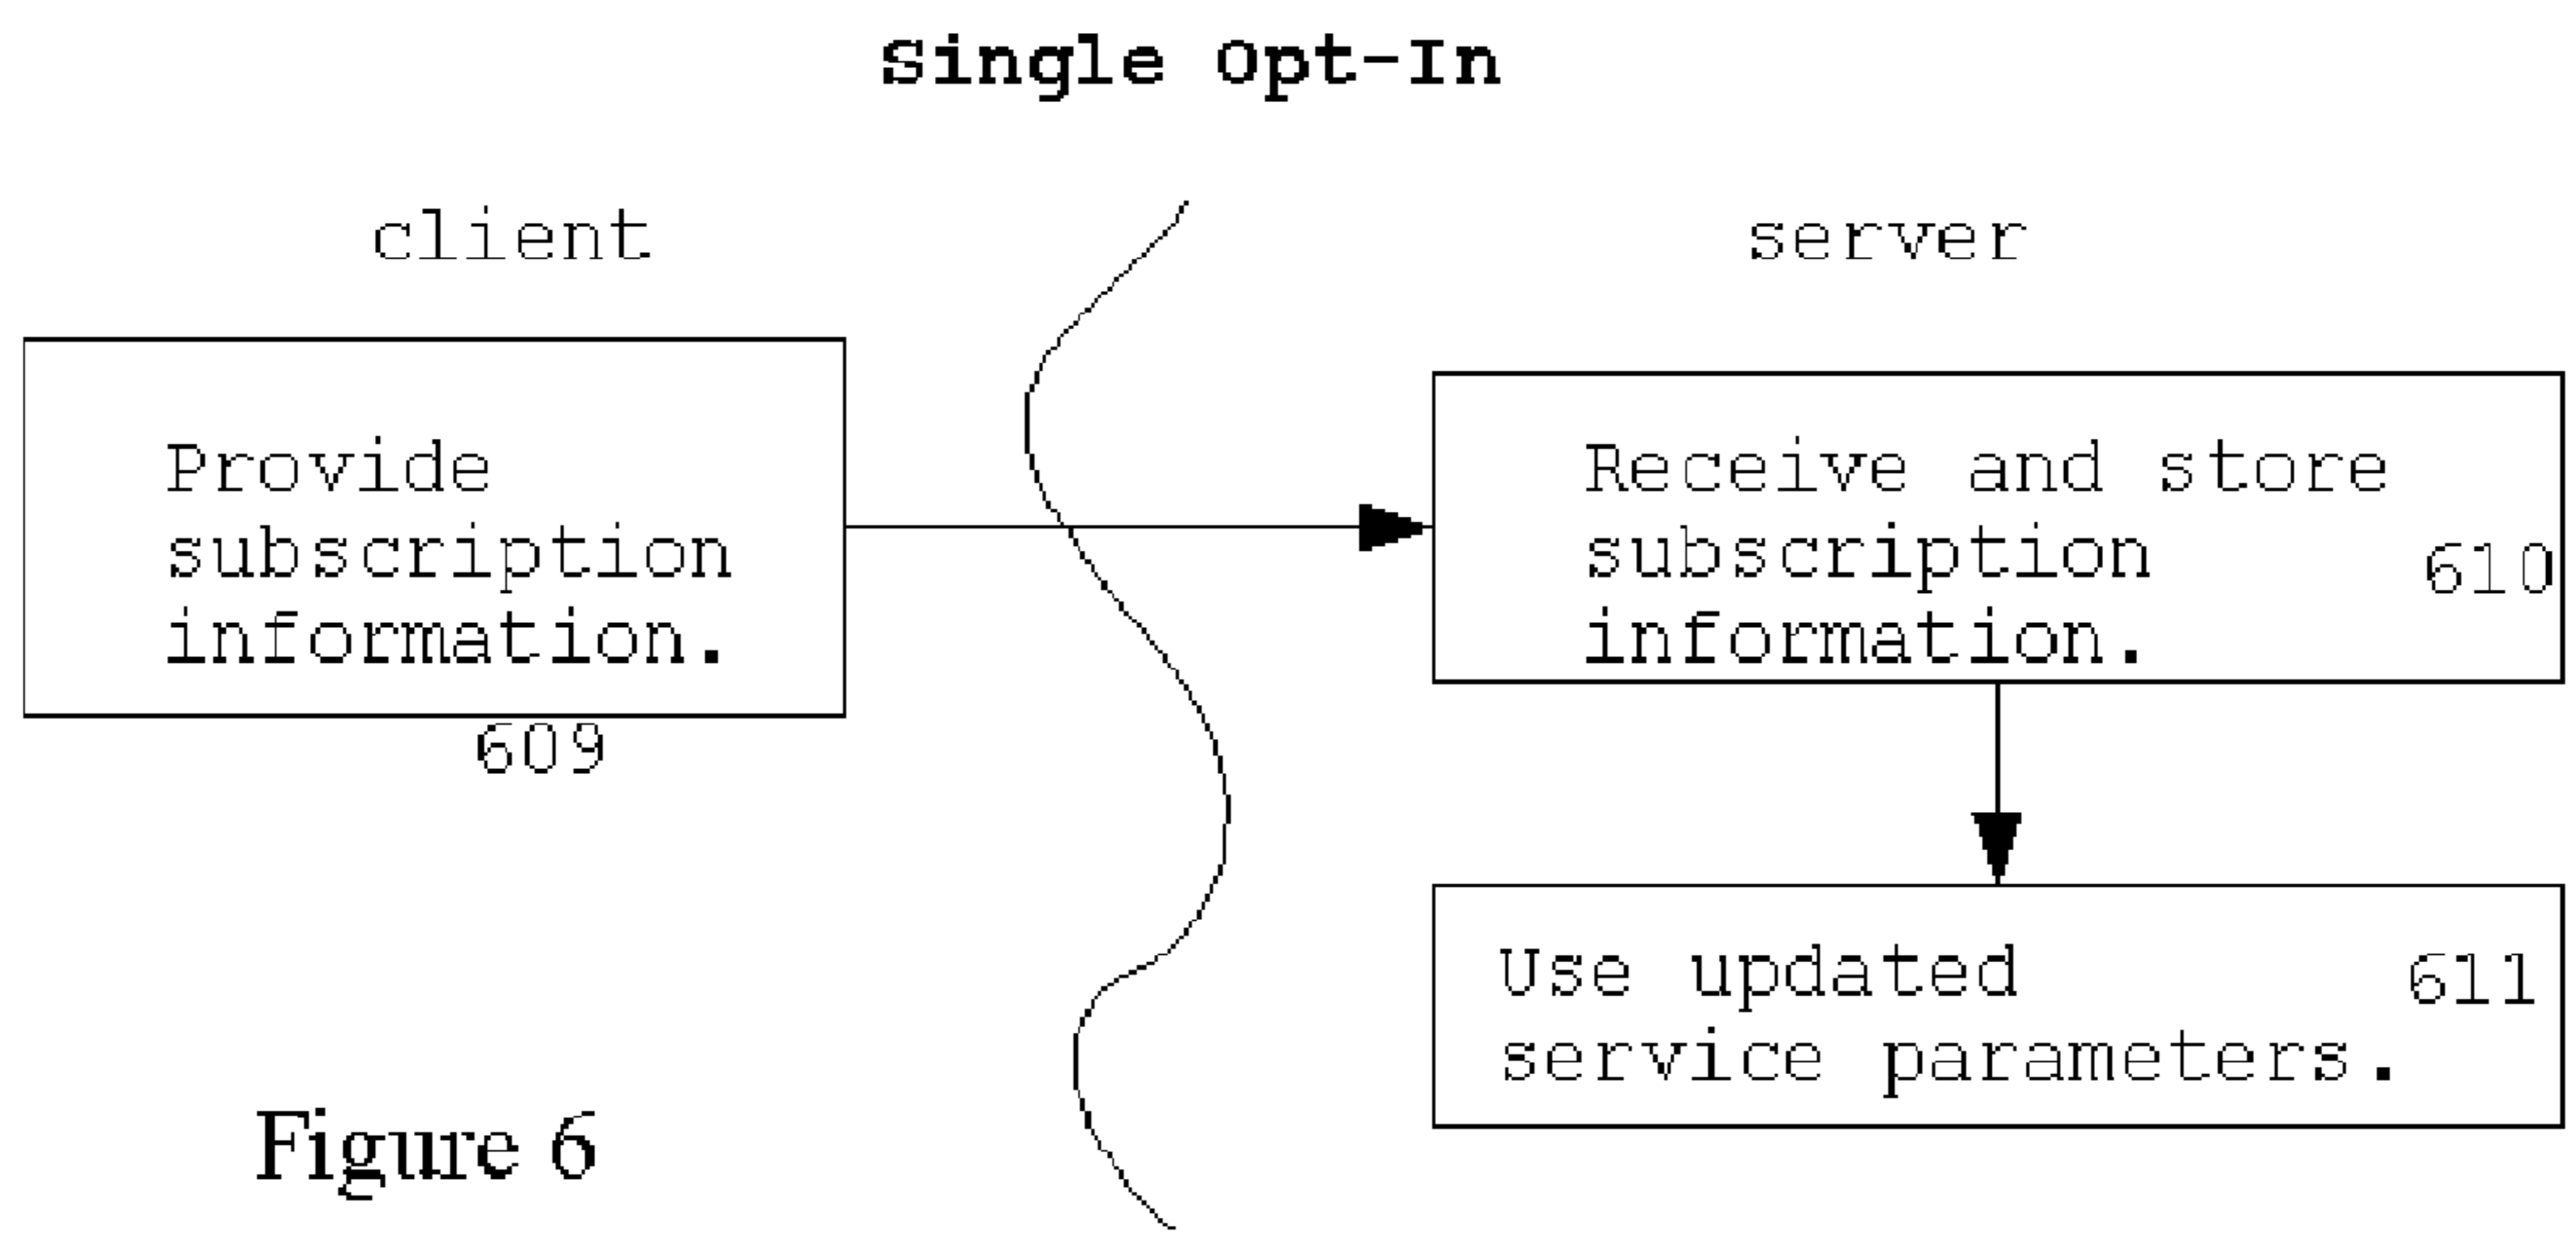 Single Opt-In
client
server
Provide
subscription
information.
609
Receive and store
subscription
information.
610
Use updated
service parameters.
611
Figure 6